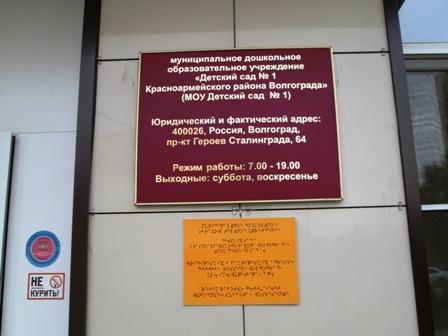 муниципальное дошкольное
образовательное учреждение
«Детский сад № 1
Красноармейского района Волгограда»
(МОУ Детский сад № 1)
Юридический и фактический адрес:
400026, Россия, Волгоград,
пр-кт Героев Сталинграда, 64
Режим работы: 7.00 - 19.00
Выходные: суббота, воскресенье
НЕ
КУРИТЬ!